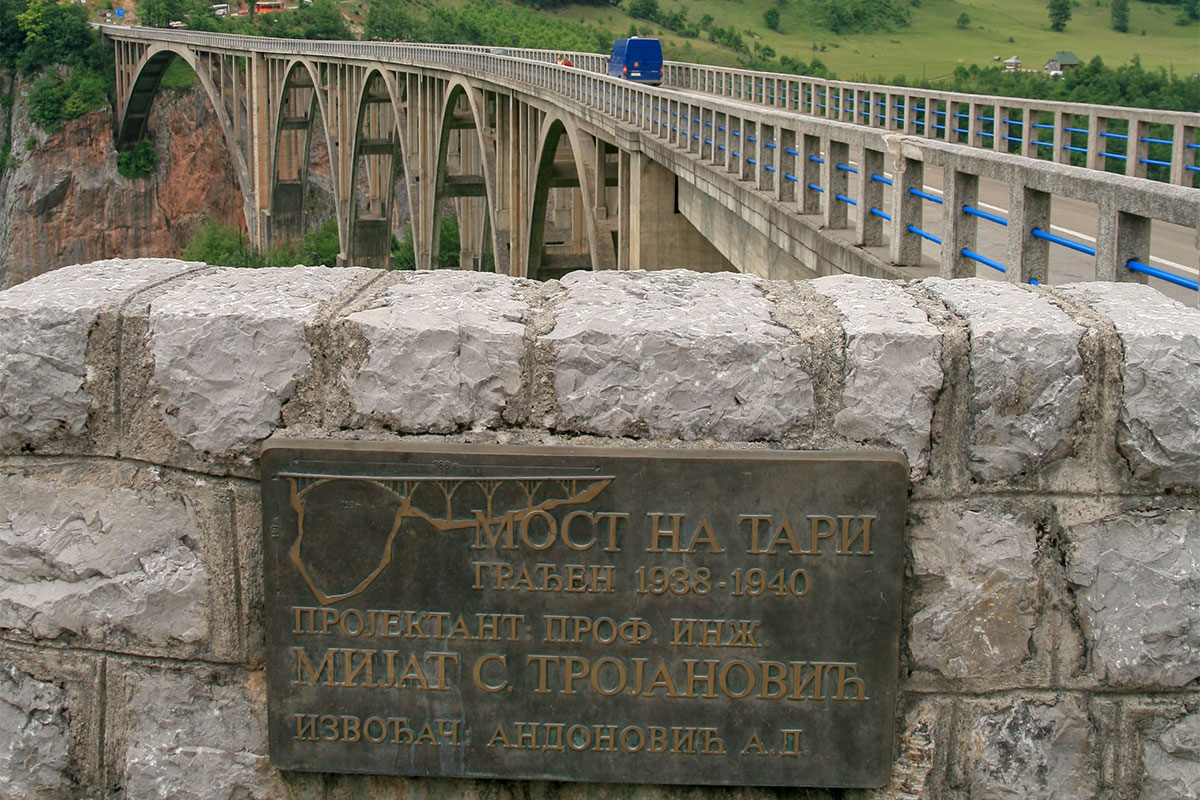 МОСТ НА ТАРИ
ГРАЂЕН 1938-1940
ПРОЈЕКТАНТ: ПРОФ. ИНЖ.
МИЈАТ С. ТРОЈАНОВИЋ
ИЗВОЂАЧ: АНДОНОВИЋ А.Д.